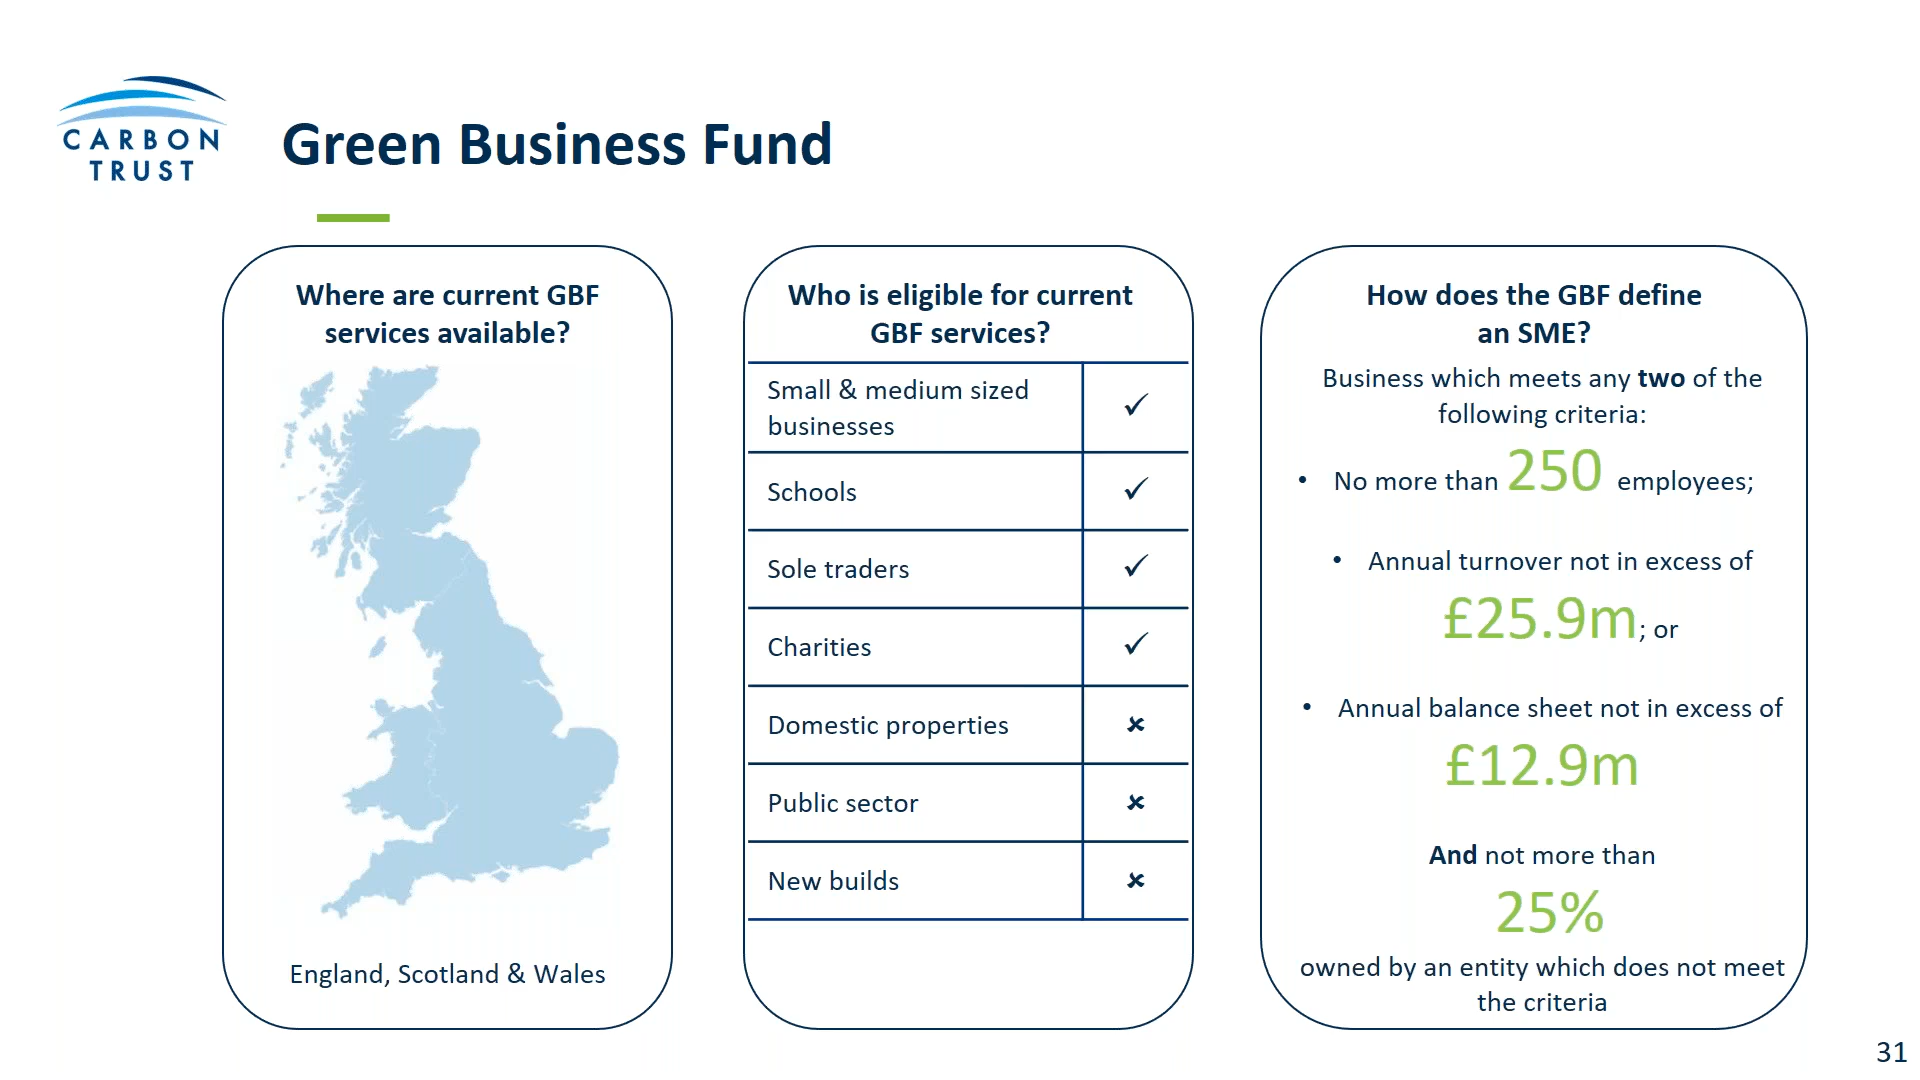 CARBON
TRUST
Green Business Fund
Where are current GBF
services available?
England, Scotland & Wales
Who is eligible for current
GBF services?
Small & medium sized
businesses
✓
Schools
✓
Sole traders
✓
Charities
✓
Domestic properties
×
Public sector
×
New builds
×
How does the GBF define
an SME?
Business which meets any two of the
following criteria:
• No more than 250 employees;
• Annual turnover not in excess of
£25.9m; or
• Annual balance sheet not in excess of
£12.9m
And not more than
25%
owned by an entity which does not meet
the criteria
31